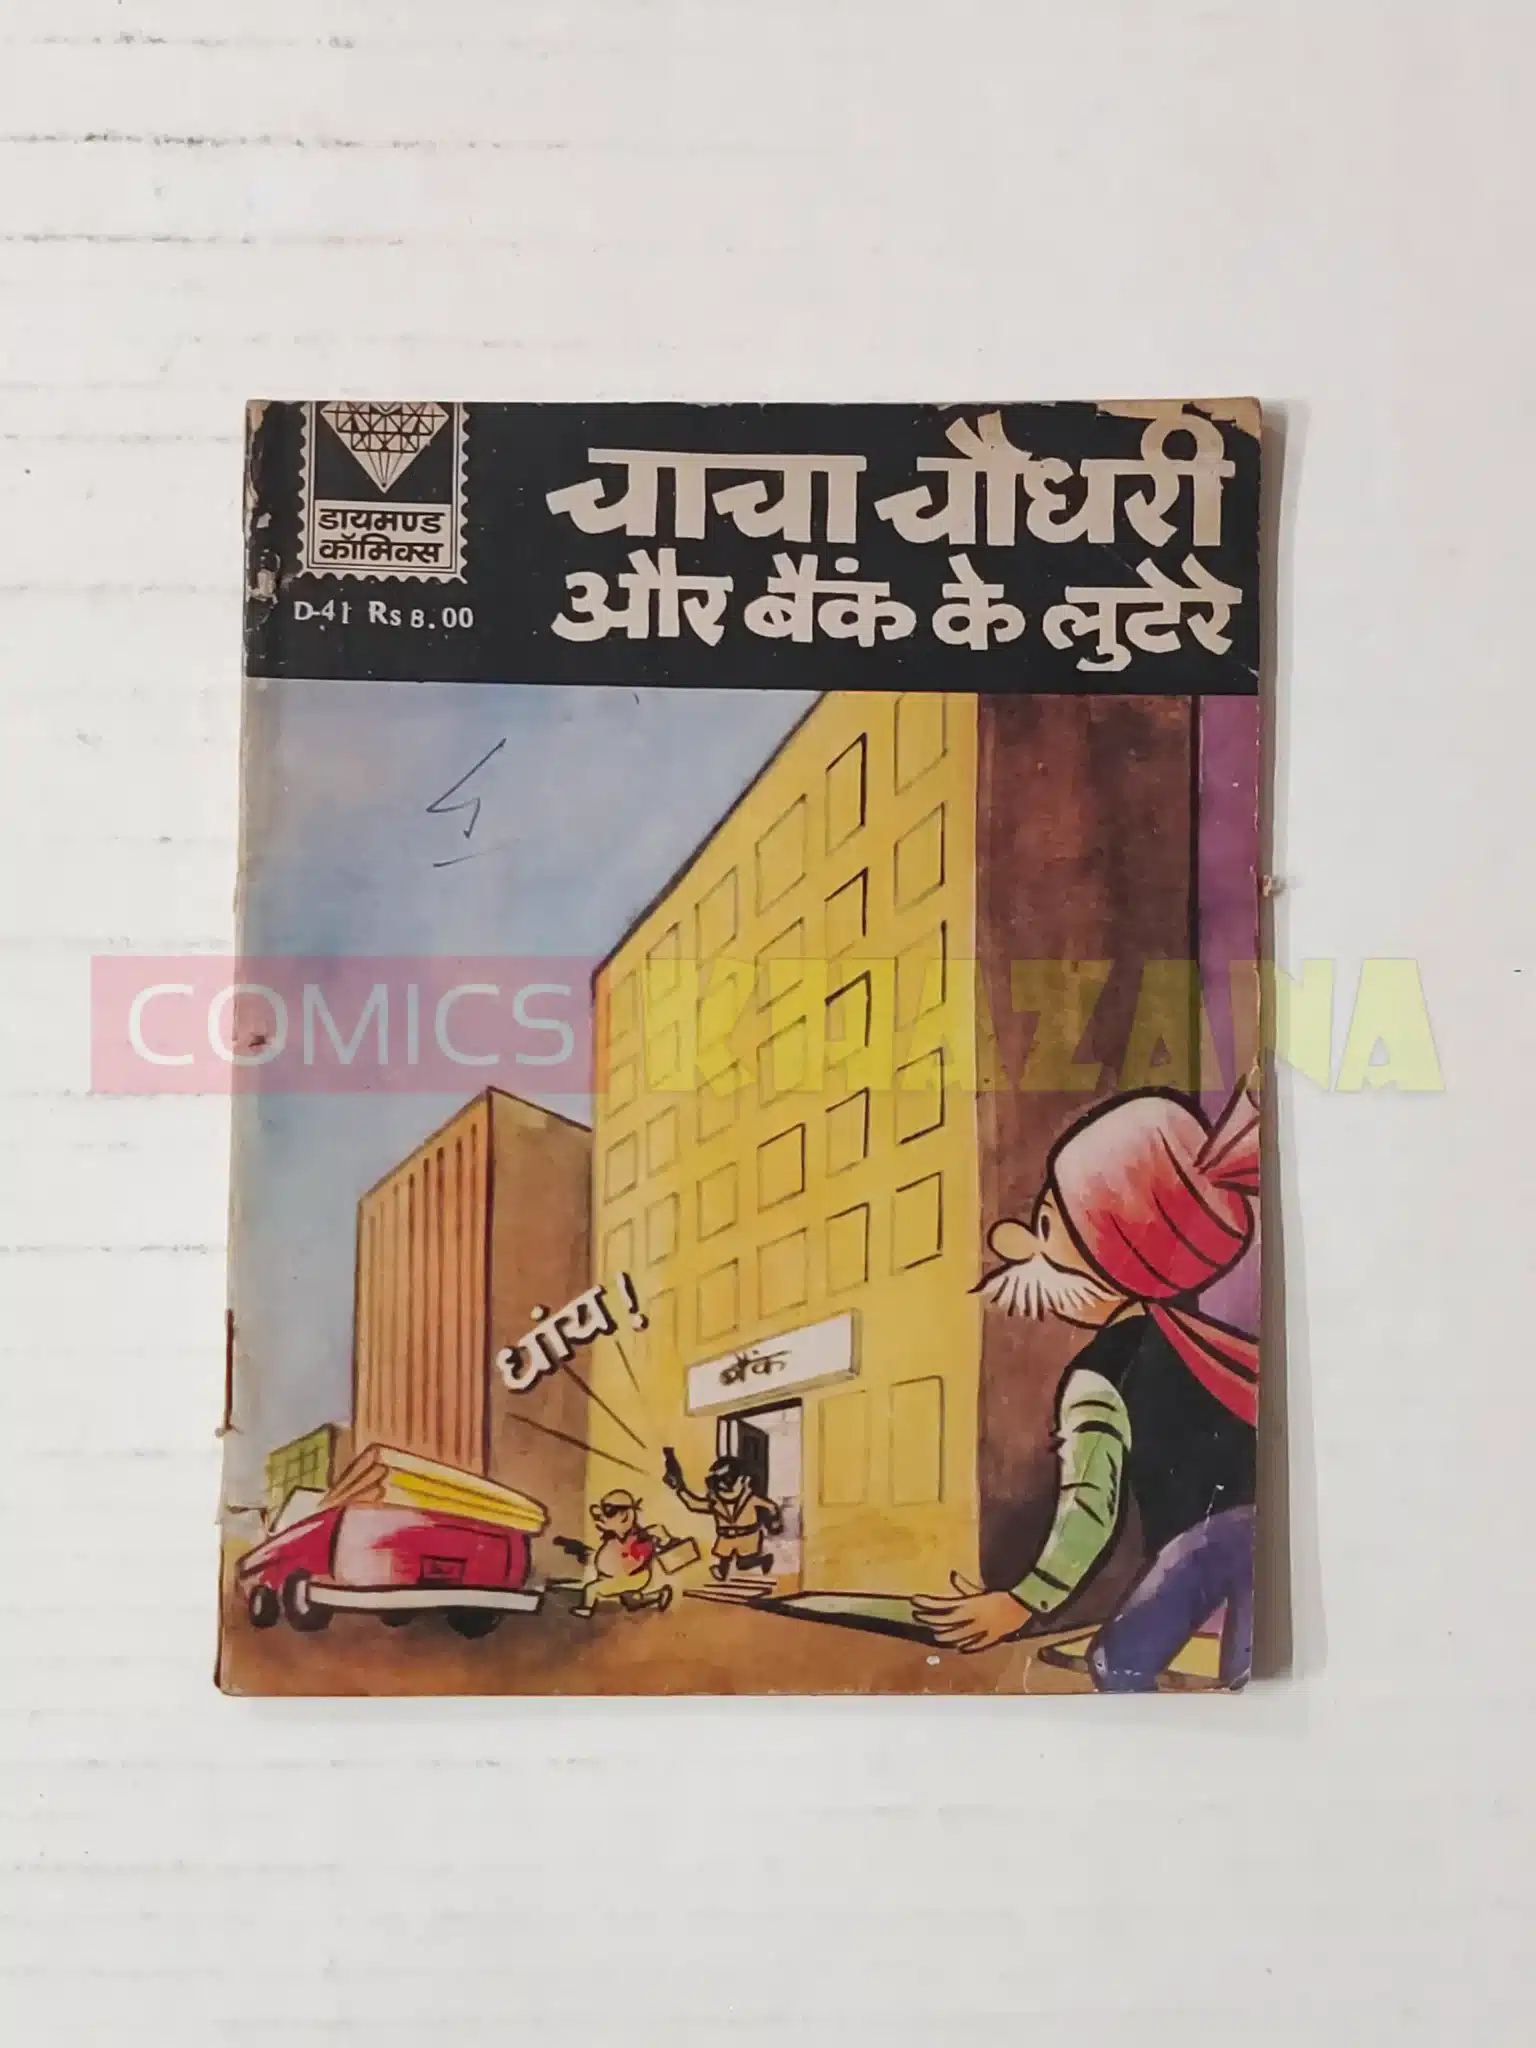 डायमण्ड
कॉमिक्स
D-41 Rs 8.00
चाचा चौधरी
और बैंक के लुटेरे
COMICS KHAZANA
धांय!
बैंक